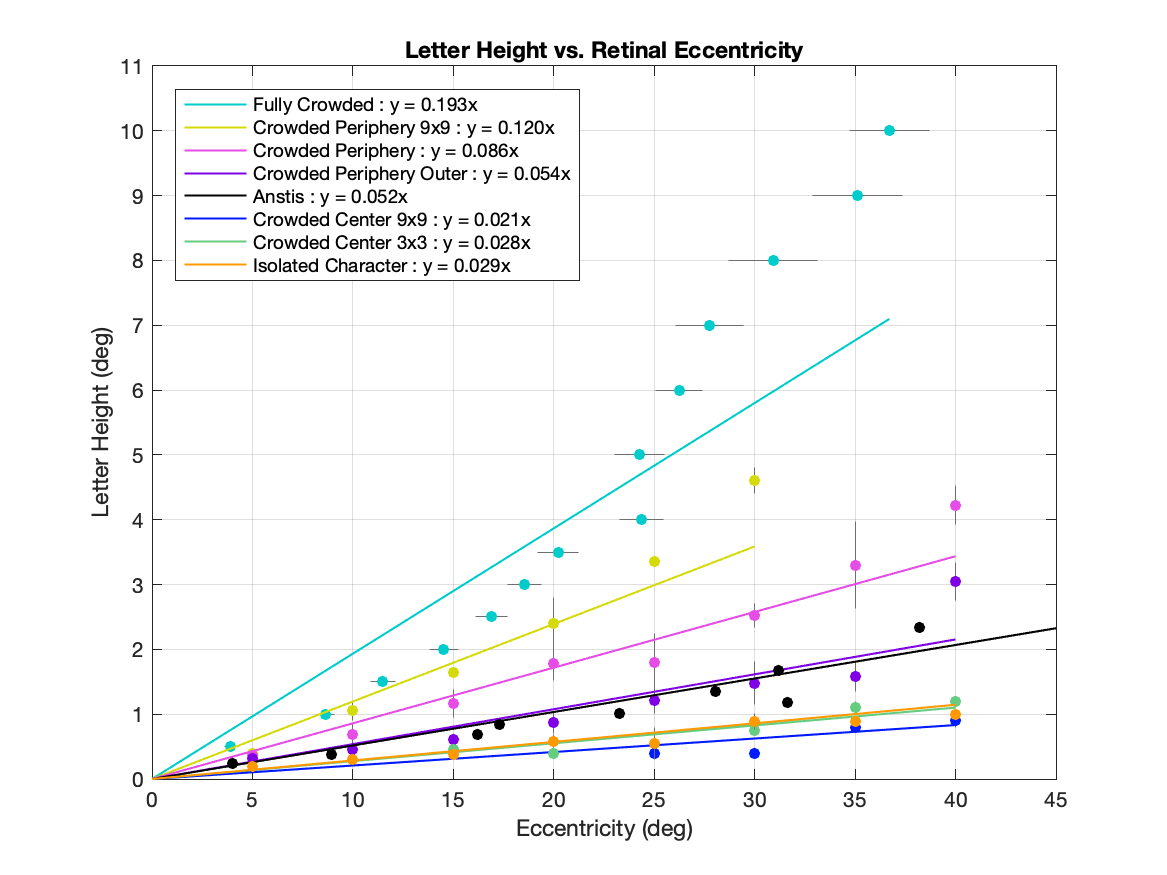 Letter Height vs. Retinal Eccentricity
Fully Crowded : y = 0.193x
Crowded Periphery 9x9 : y = 0.120x
Crowded Periphery : y = 0.086x
Crowded Periphery Outer : y = 0.054x
Anstis : y = 0.052x
Crowded Center 9x9 : y = 0.021x
Crowded Center 3x3 : y = 0.028x
Isolated Character : y = 0.029x
Letter Height (deg)
11
10
9
8
7
6
5
4
3
2
1
0
0 5 10 15 20 25 30 35 40 45
Eccentricity (deg)